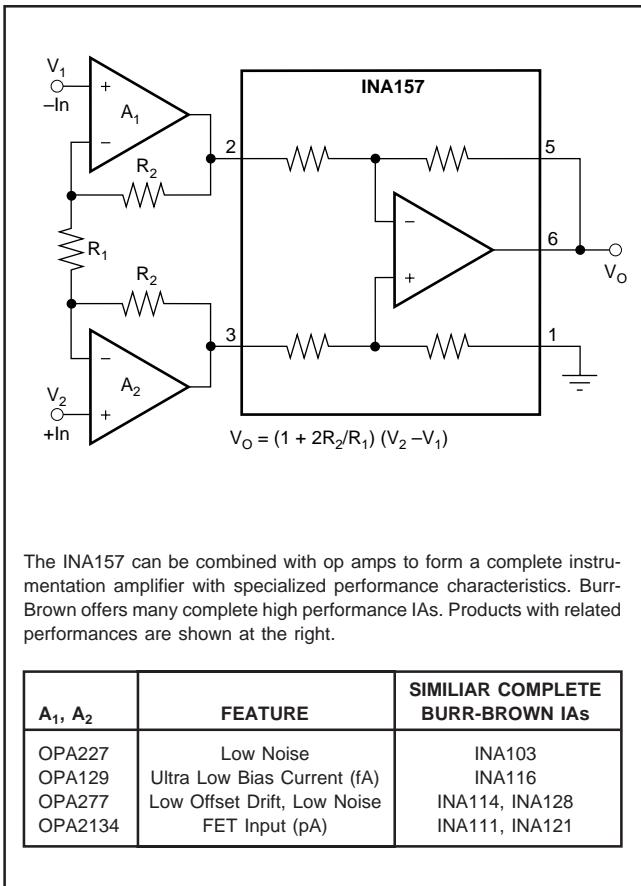 INA157
V1
–In
A1
2
5
R2
R1
6
VO
R2
3
1
A2
V2
+In
VO = (1 + 2R2/R1) (V2 –V1)
The INA157 can be combined with op amps to form a complete instru-
mentation amplifier with specialized performance characteristics. Burr-
Brown offers many complete high performance IAs. Products with related
performances are shown at the right.
A1, A2 FEATURE SIMILIAR COMPLETE BURR-BROWN IAs
OPA227 Low Noise INA103
OPA129 Ultra Low Bias Current (fA) INA116
OPA277 Low Offset Drift, Low Noise INA114, INA128
OPA2134 FET Input (pA) INA111, INA121